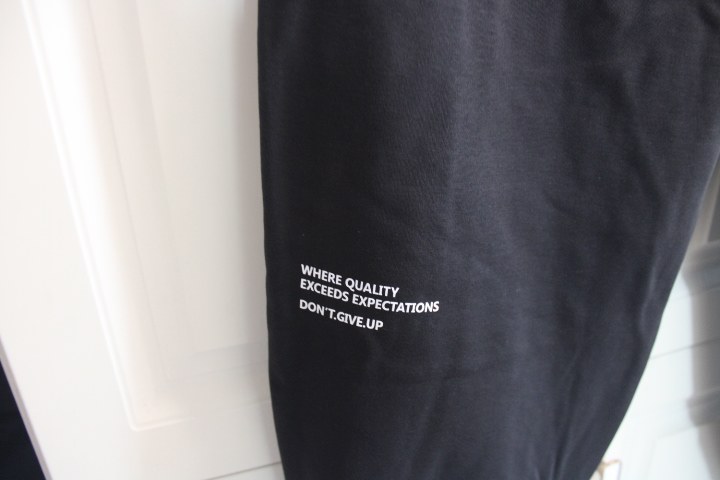 WHERE QUALITY
EXCEEDS EXPECTATIONS
DON'T.GIVE.UP